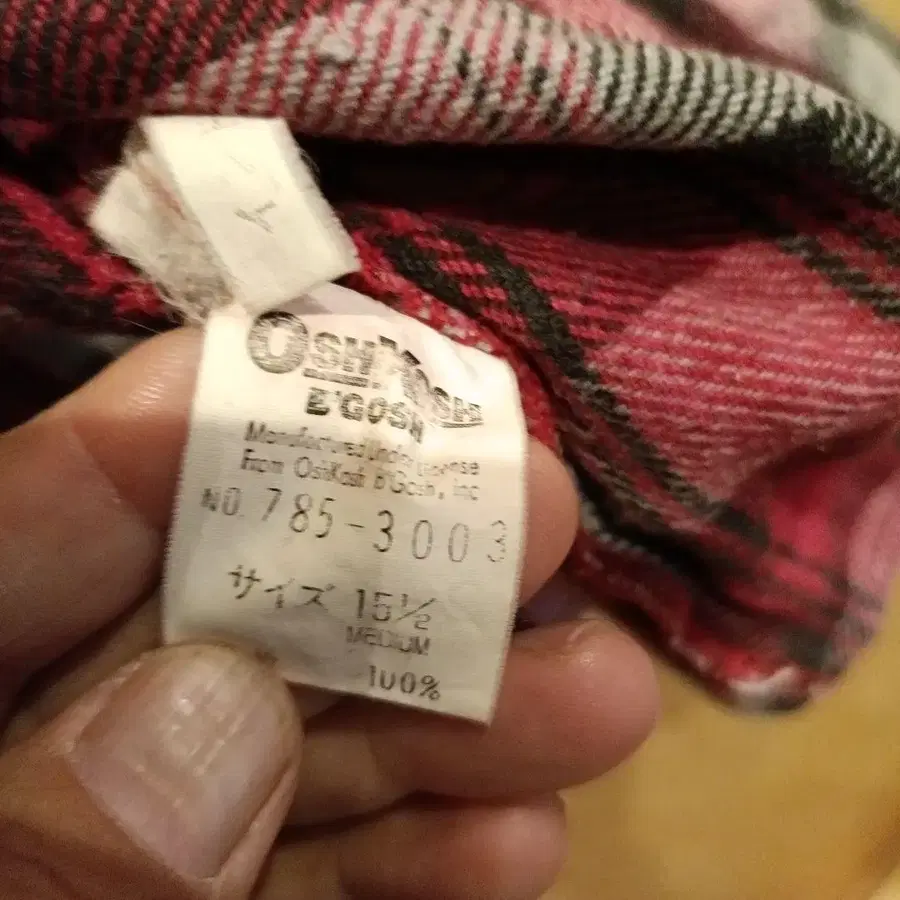 OSHKOSH
B'GOSH
Manufactured Under License
From OshKosh B'Gosh, Inc
NO. 785-3003
サイズ 15½
MEDIUM
100%